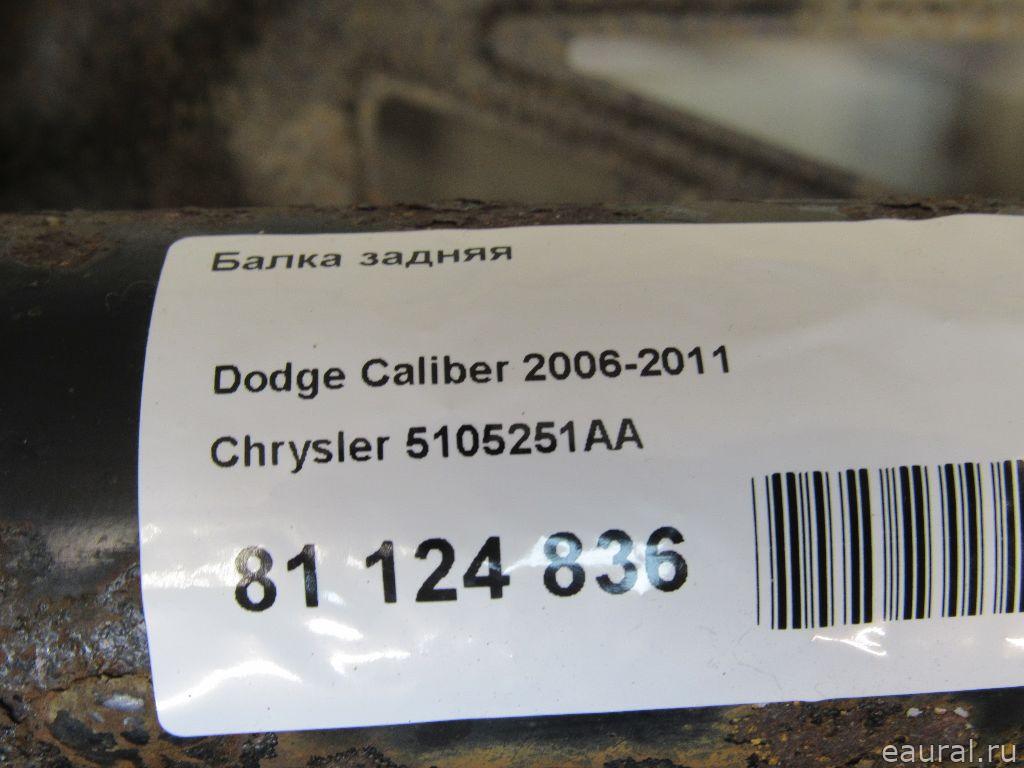 Балка задняя
Dodge Caliber 2006-2011
Chrysler 5105251AA
81 124 836
eaural.ru